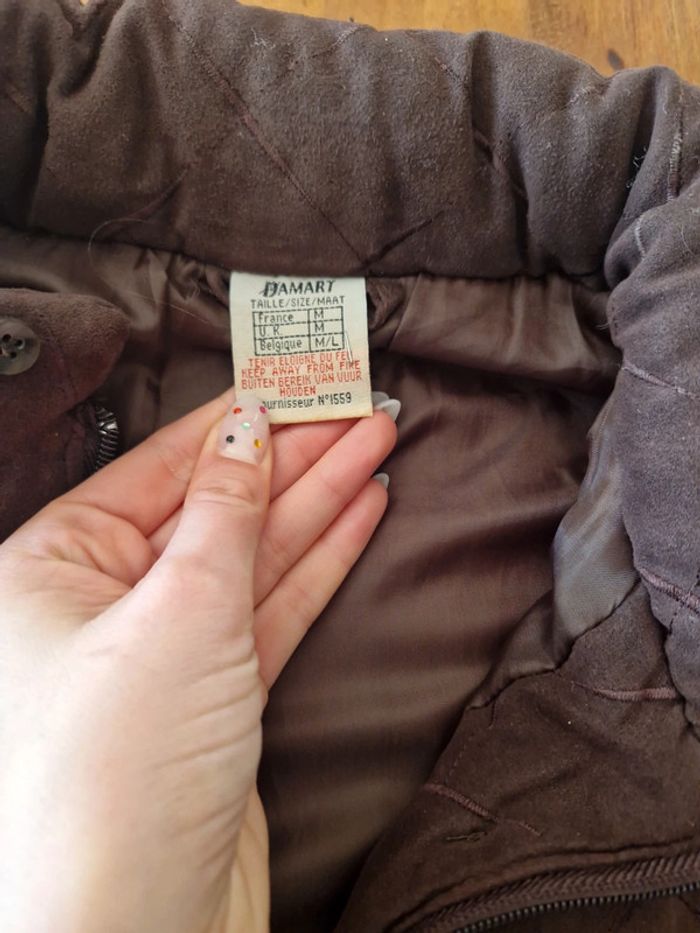 DAMART
TAILLE/SIZE/MAAT
France M
U.K. M
Belgique M/L
TENIR ELOIGNE DU FEU
KEEP AWAY FROM FIRE
BUITEN BEREIK VAN VUUR
HOUDEN
ournisseur N°1559